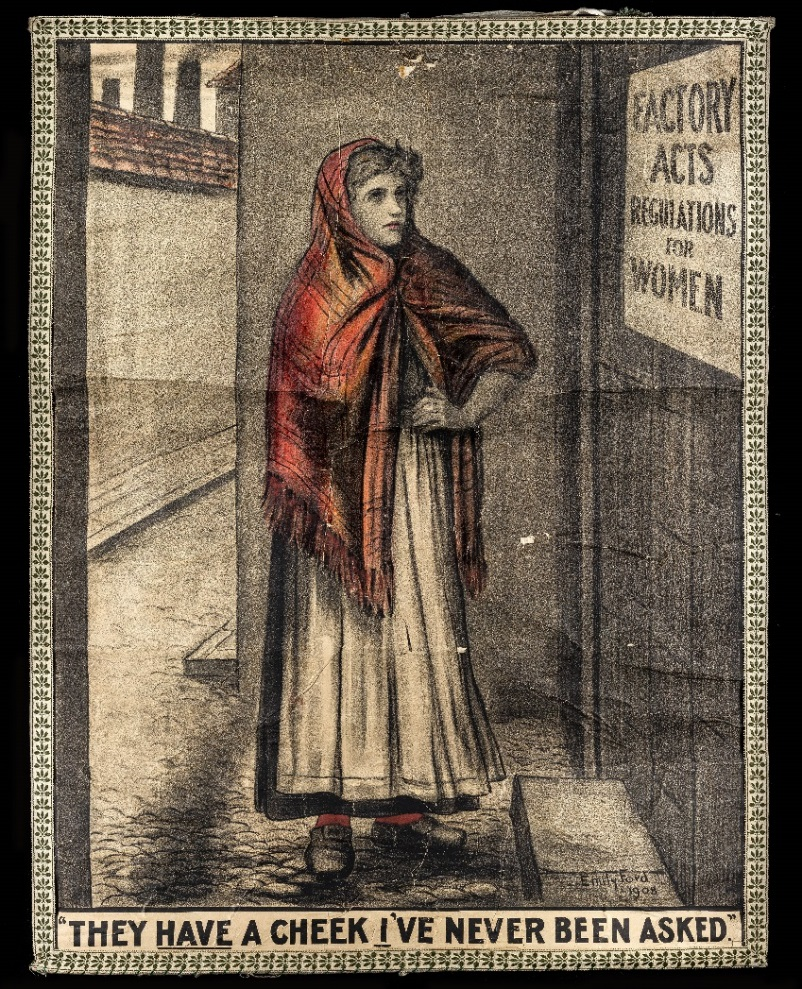 FACTORY
ACTS
REGULATIONS
FOR
WOMEN
Emily Ford
1908
"THEY HAVE A CHEEK I'VE NEVER BEEN ASKED."